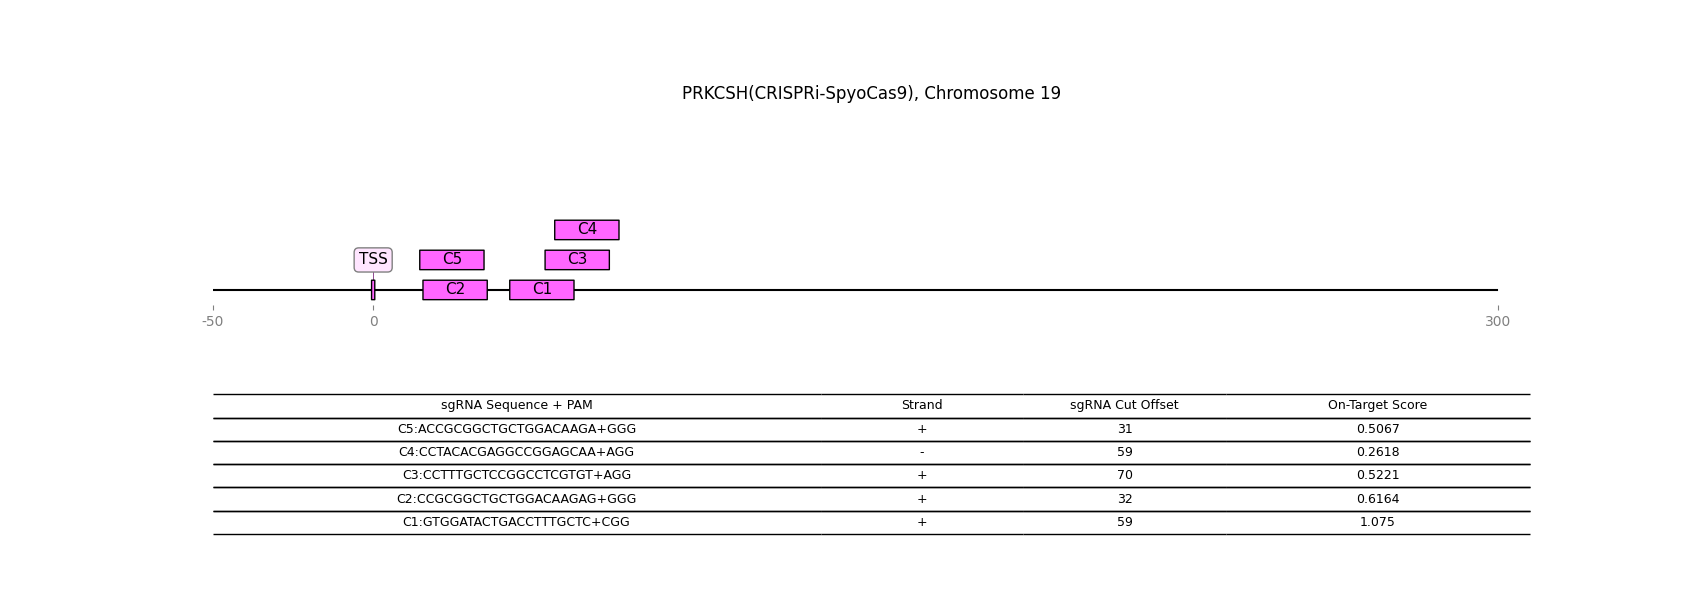 PRKCSH(CRISPRi-SpyoCas9), Chromosome 19
C4
TSS C5 C3
C2 C1
-50 0 300
sgRNA Sequence + PAM Strand sgRNA Cut Offset On-Target Score
C5:ACCGCGGCTGCTGGACAAGA+GGG + 31 0.5067
C4:CCTACACGAGGCCGGAGCAA+AGG - 59 0.2618
C3:CCTTTGCTCCGGCCTCGTGT+AGG + 70 0.5221
C2:CCGCGGCTGCTGGACAAGAG+GGG + 32 0.6164
C1:GTGGATACTGACCTTTGCTC+CGG + 59 1.075